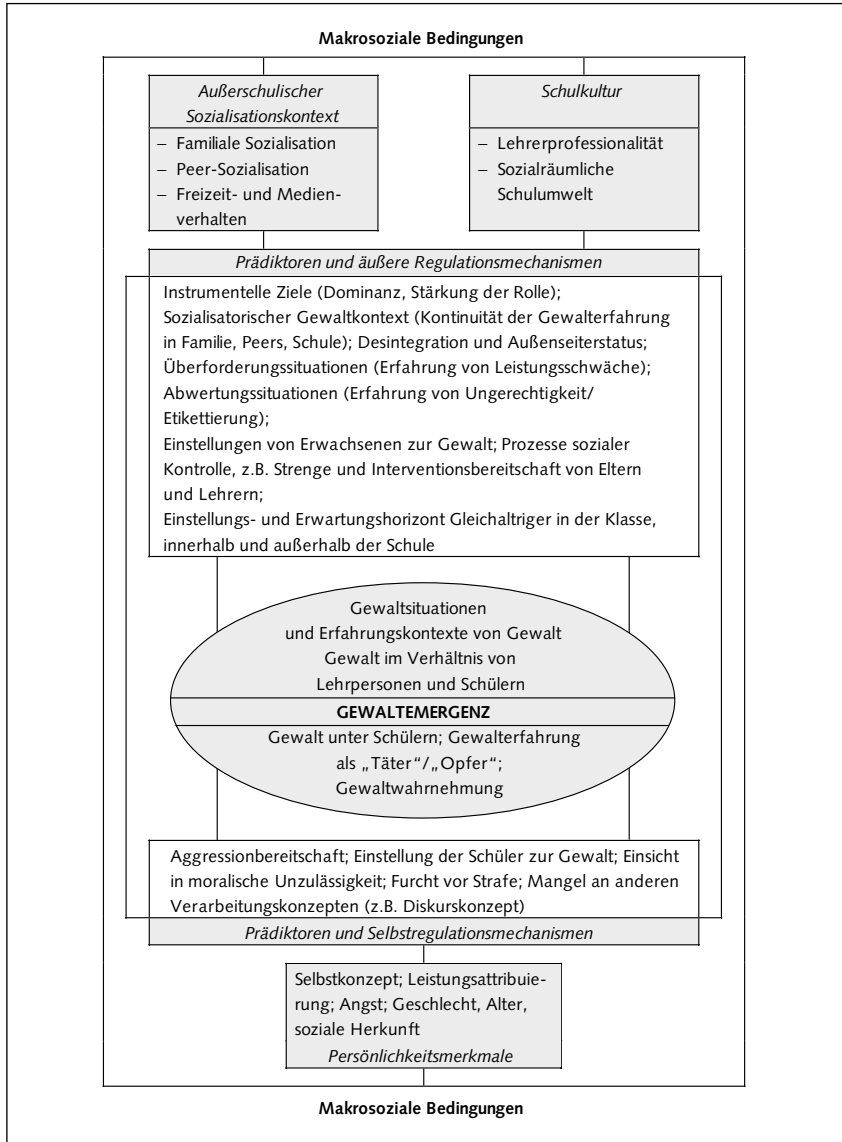 Makrosoziale Bedingungen
Außerschulischer
Sozialisationskontext
– Familiale Sozialisation
– Peer-Sozialisation
– Freizeit- und Medien-
verhalten
Schulkultur
– Lehrerprofessionalität
– Sozialräumliche
Schulumwelt
Prädiktoren und äußere Regulationsmechanismen
Instrumentelle Ziele (Dominanz, Stärkung der Rolle);
Sozialisatorischer Gewaltkontext (Kontinuität der Gewalterfahrung
in Familie, Peers, Schule); Desintegration und Außenseiterstatus;
Überforderungssituationen (Erfahrung von Leistungsschwäche);
Abwertungssituationen (Erfahrung von Ungerechtigkeit/
Etikettierung);
Einstellungen von Erwachsenen zur Gewalt; Prozesse sozialer
Kontrolle, z.B. Strenge und Interventionsbereitschaft von Eltern
und Lehrern;
Einstellungs- und Erwartungshorizont Gleichaltriger in der Klasse,
innerhalb und außerhalb der Schule
Gewaltsituationen
und Erfahrungskontexte von Gewalt
Gewalt im Verhältnis von
Lehrpersonen und Schülern
GEWALTEMERGENZ
Gewalt unter Schülern; Gewalterfahrung
als „Täter“/„Opfer“;
Gewaltwahrnehmung
Aggressionbereitschaft; Einstellung der Schüler zur Gewalt; Einsicht
in moralische Unzulässigkeit; Furcht vor Strafe; Mangel an anderen
Verarbeitungskonzepten (z.B. Diskurskonzept)
Prädiktoren und Selbstregulationsmechanismen
Selbstkonzept; Leistungsattribuie-
rung; Angst; Geschlecht, Alter,
soziale Herkunft
Persönlichkeitsmerkmale
Makrosoziale Bedingungen